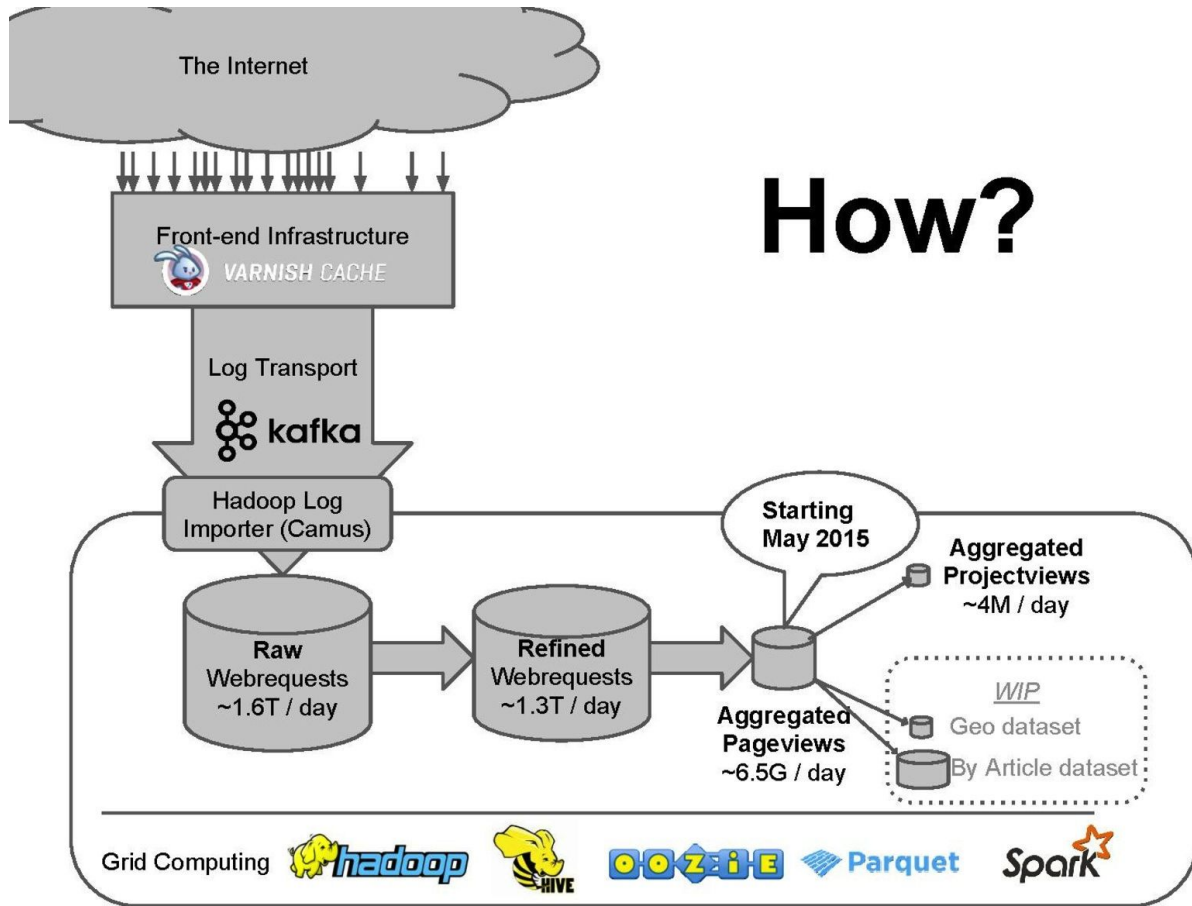 The Internet
How?
Front-end Infrastructure
VARNISH CACHE
Log Transport
kafka
Hadoop Log
Importer (Camus)
Starting
May 2015
Aggregated
Projectviews
~4M / day
Raw
Webrequests
~1.6T / day
Refined
Webrequests
~1.3T / day
Aggregated
Pageviews
~6.5G / day
WIP
Geo dataset
By Article dataset
Grid Computing
hadoop
HIVE
OOZIE
Parquet
Spark